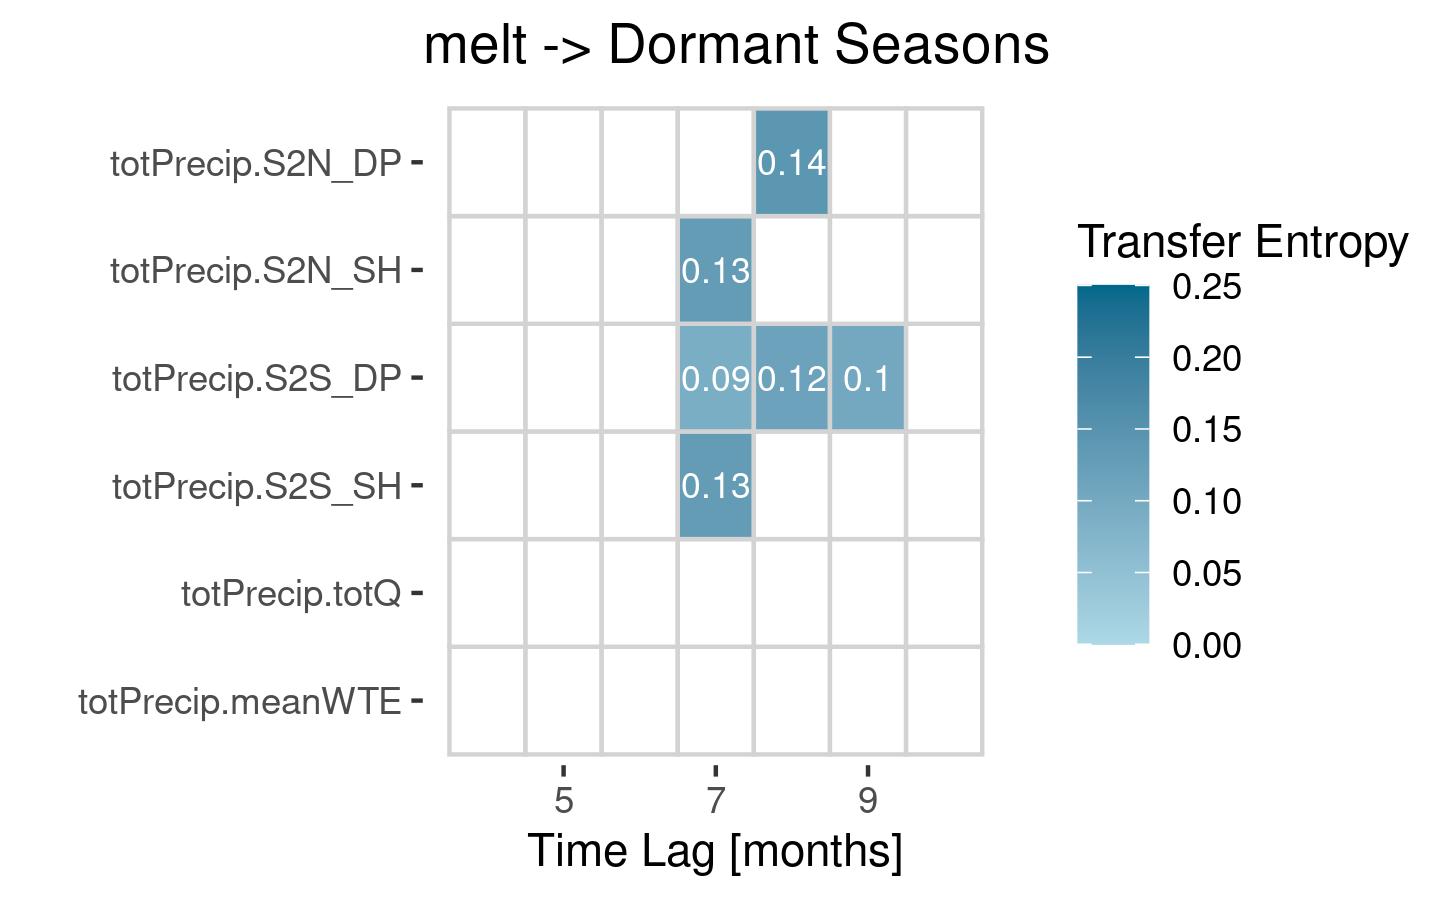 melt -> Dormant Seasons
totPrecip.S2N_DP
0.14
totPrecip.S2N_SH
0.13
totPrecip.S2S_DP
0.09 0.12 0.1
totPrecip.S2S_SH
0.13
totPrecip.totQ
totPrecip.meanWTE
5 7 9
Time Lag [months]
Transfer Entropy
0.25
0.20
0.15
0.10
0.05
0.00